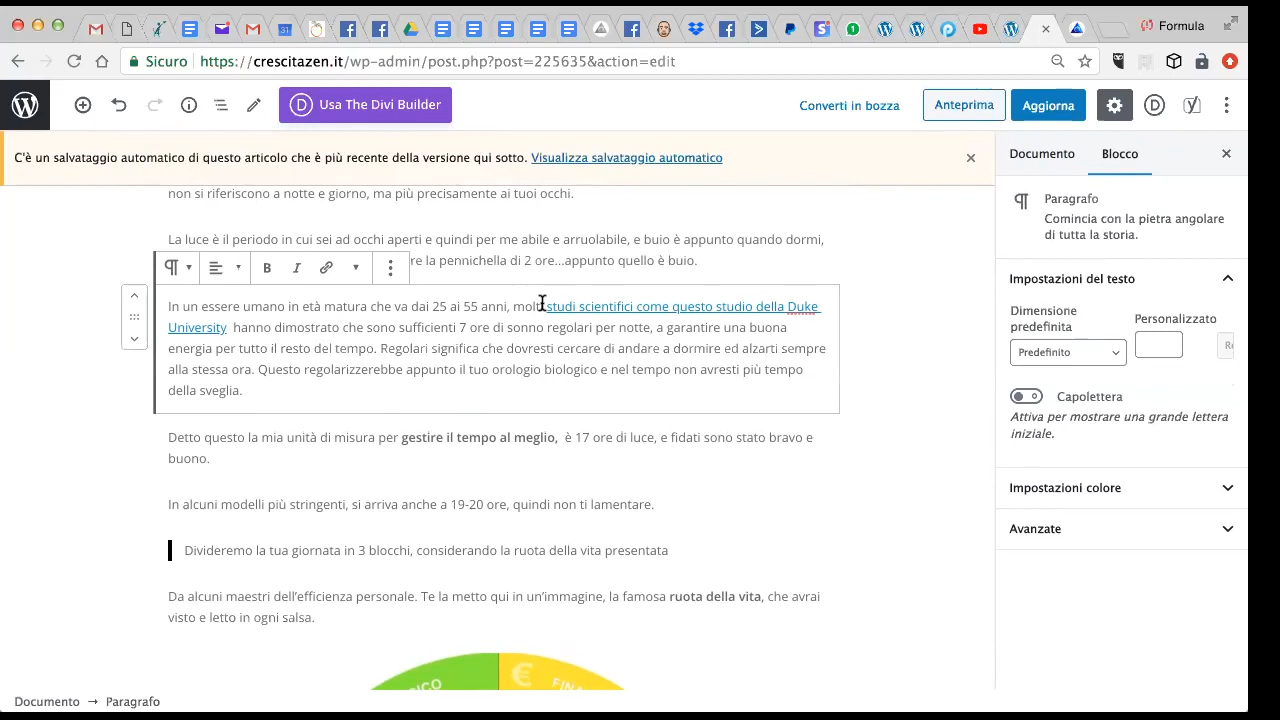 Formula
Sicuro https://crescitazen.it/wp-admin/post.php?post=225635&action=edit
Usa The Divi Builder
Converti in bozza
Anteprima
Aggiorna
C'è un salvataggio automatico di questo articolo che è più recente della versione qui sotto. Visualizza salvataggio automatico
non si riferiscono a notte e giorno, ma più precisamente ai tuoi occhi.
La luce è il periodo in cui sei ad occhi aperti e quindi per me abile e arruolabile, e buio è appunto quando dormi,
re la pennichella di 2 ore...appunto quello è buio.
B I
In un essere umano in età matura che va dai 25 ai 55 anni, molti studi scientifici come questo studio della Duke
University hanno dimostrato che sono sufficienti 7 ore di sonno regolari per notte, a garantire una buona
energia per tutto il resto del tempo. Regolari significa che dovresti cercare di andare a dormire ed alzarti sempre
alla stessa ora. Questo regolarizzerebbe appunto il tuo orologio biologico e nel tempo non avresti più tempo
della sveglia.
Detto questo la mia unità di misura per gestire il tempo al meglio, è 17 ore di luce, e fidati sono stato bravo e
buono.
In alcuni modelli più stringenti, si arriva anche a 19-20 ore, quindi non ti lamentare.
Divideremo la tua giornata in 3 blocchi, considerando la ruota della vita presentata
Da alcuni maestri dell'efficienza personale. Te la metto qui in un'immagine, la famosa ruota della vita, che avrai
visto e letto in ogni salsa.
Documento Blocco
Paragrafo
Comincia con la pietra angolare
di tutta la storia.
Impostazioni del testo
Dimensione
predefinita
Personalizzato
Predefinito
Capolettera
Attiva per mostrare una grande lettera
iniziale.
Impostazioni colore
Avanzate
Documento → Paragrafo